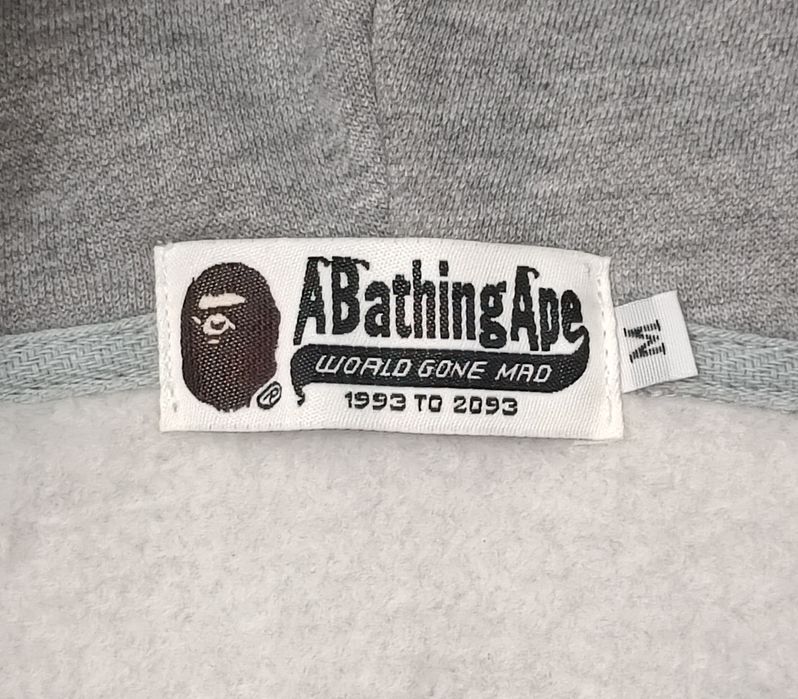 ABathingApe
WORLD GONE MAD
1993 TO 2093
®
M